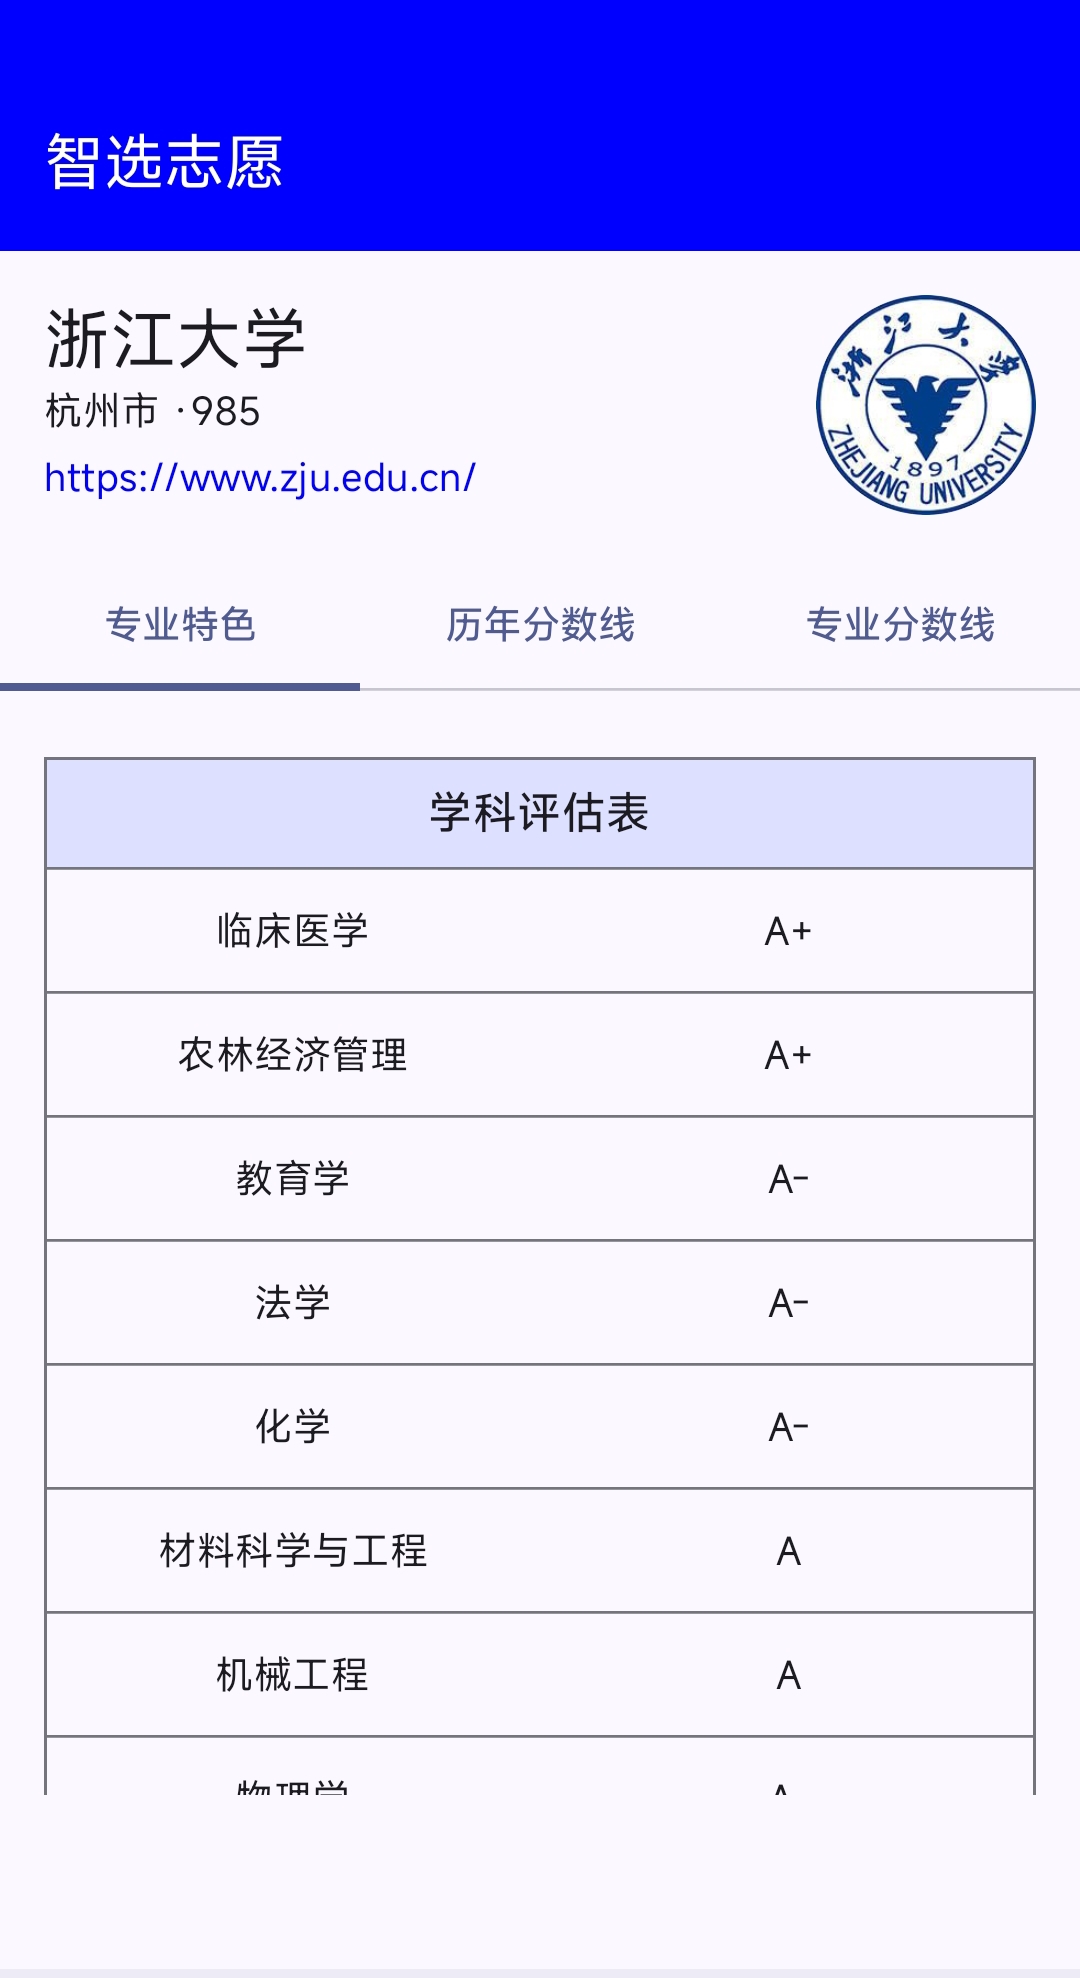 智选志愿
浙江大学
杭州市 ·985
https://www.zju.edu.cn/
浙江大学
1897
ZHEJIANG UNIVERSITY
专业特色 历年分数线 专业分数线
学科评估表
临床医学 A+
农林经济管理 A+
教育学 A-
法学 A-
化学 A-
材料科学与工程 A
机械工程 A
物理学